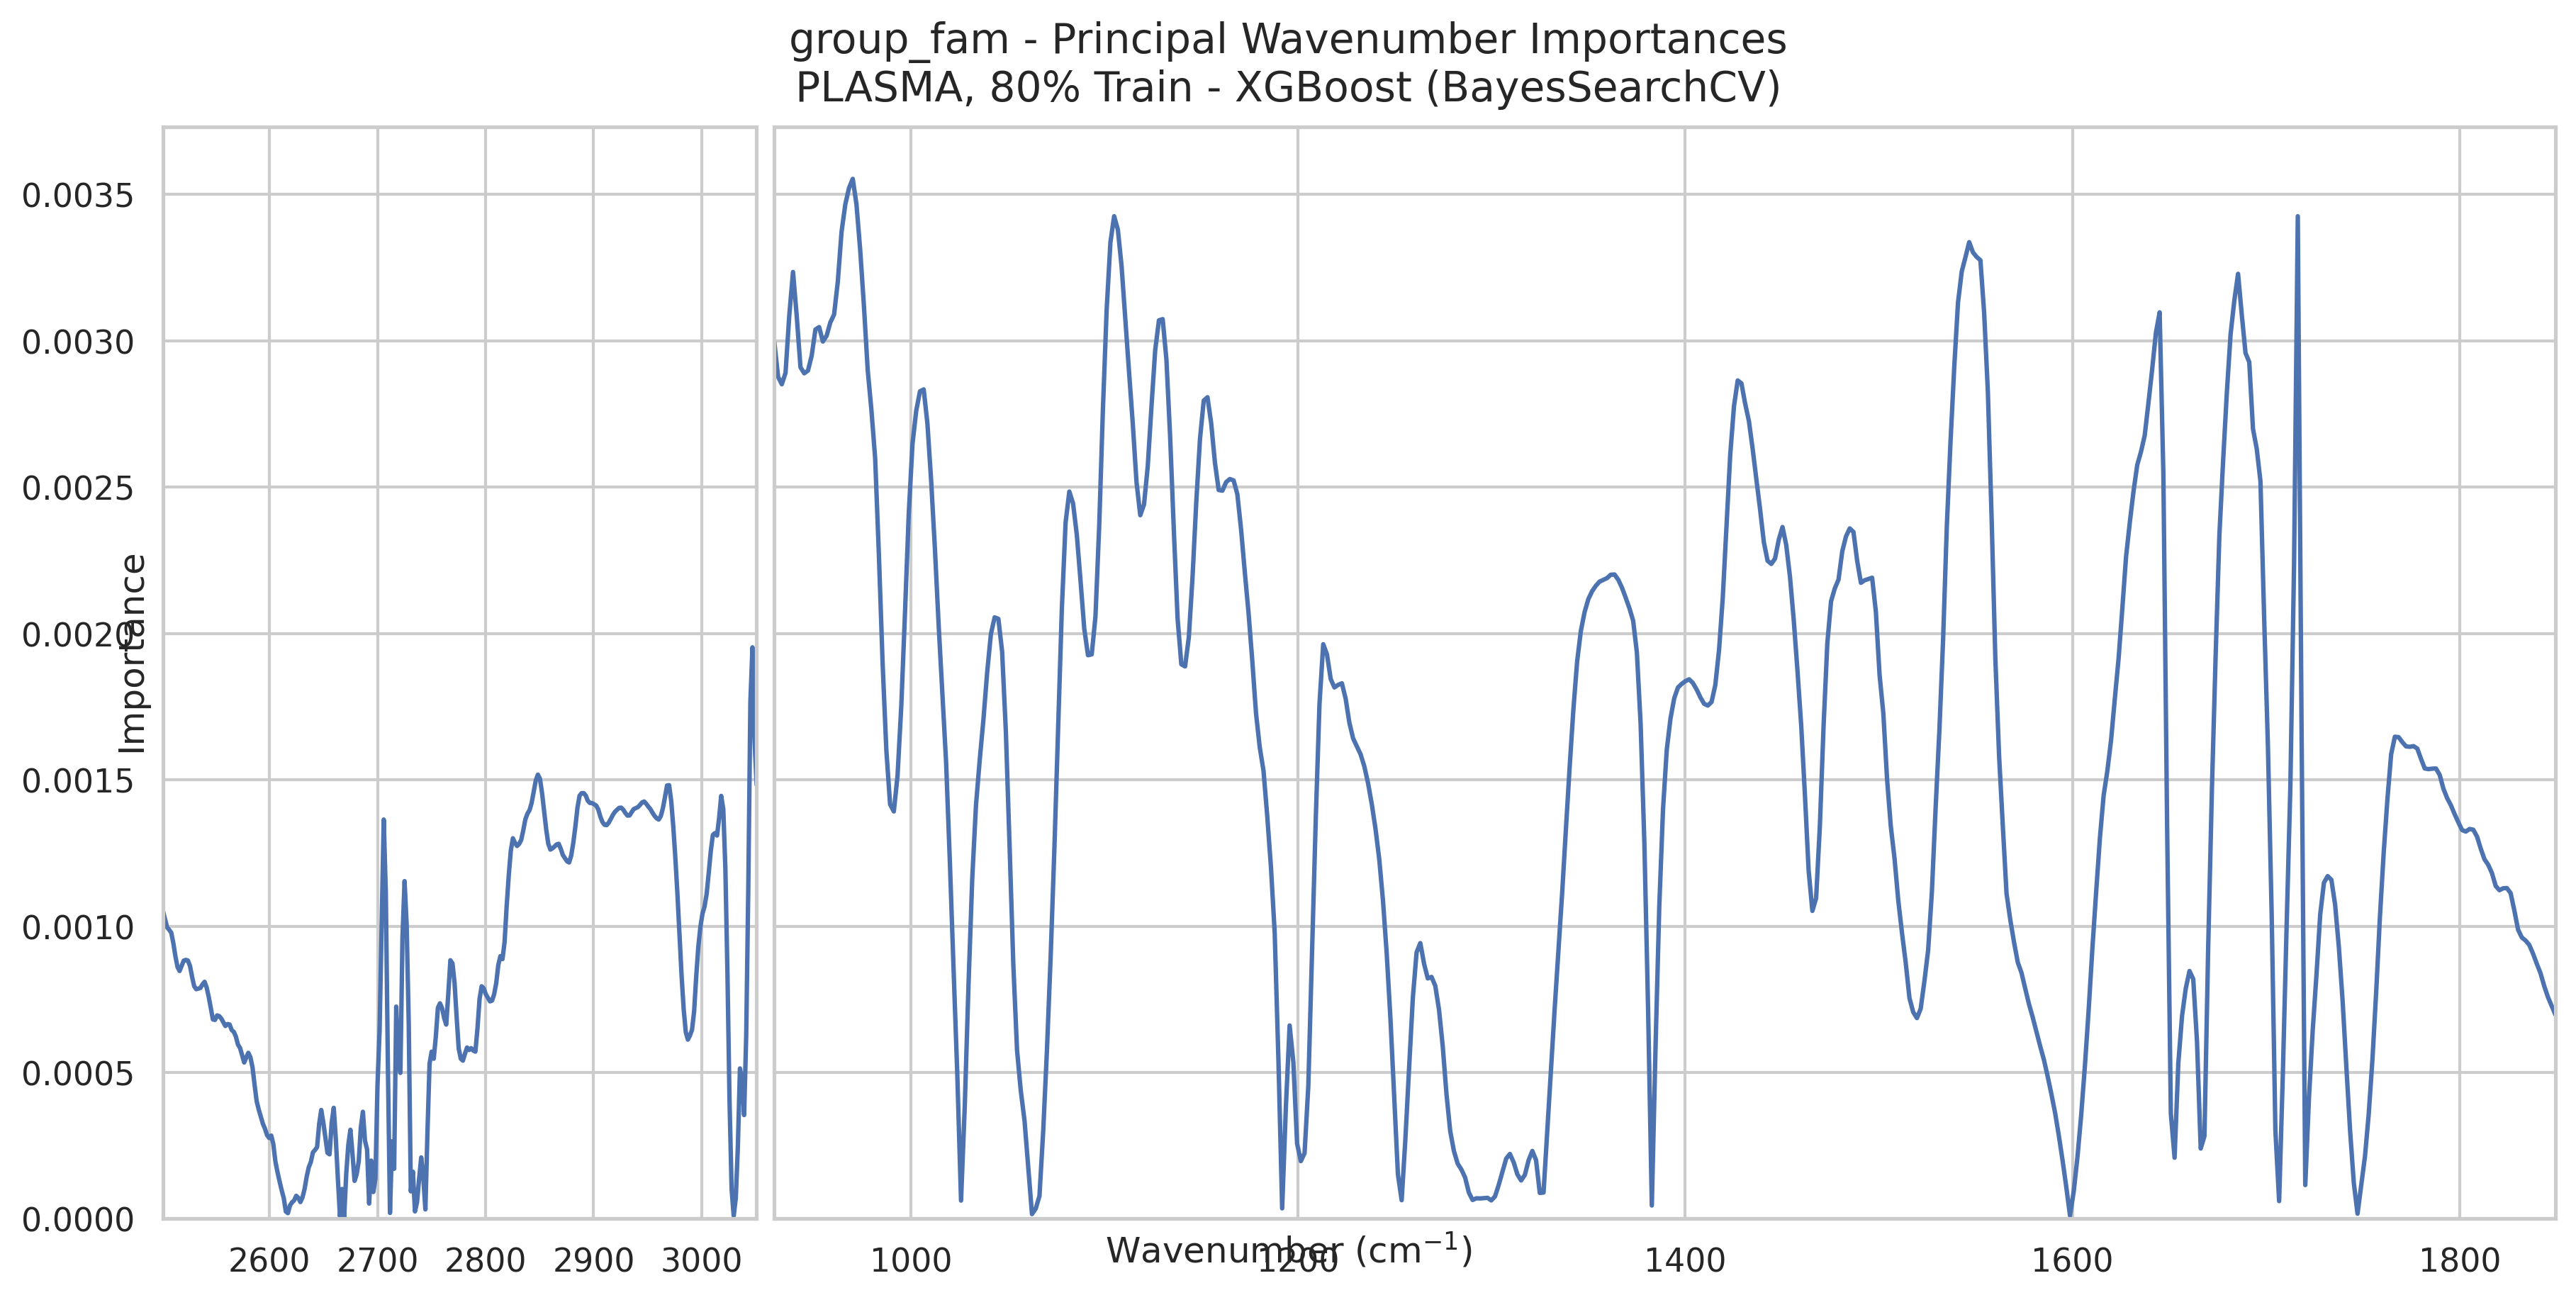 group_fam - Principal Wavenumber Importances
PLASMA, 80% Train - XGBoost (BayesSearchCV)
Importance
0.0035
0.0030
0.0025
0.0020
0.0015
0.0010
0.0005
0.0000
2600 2700 2800 2900 3000
1000 1200 1400 1600 1800
Wavenumber (cm⁻¹)